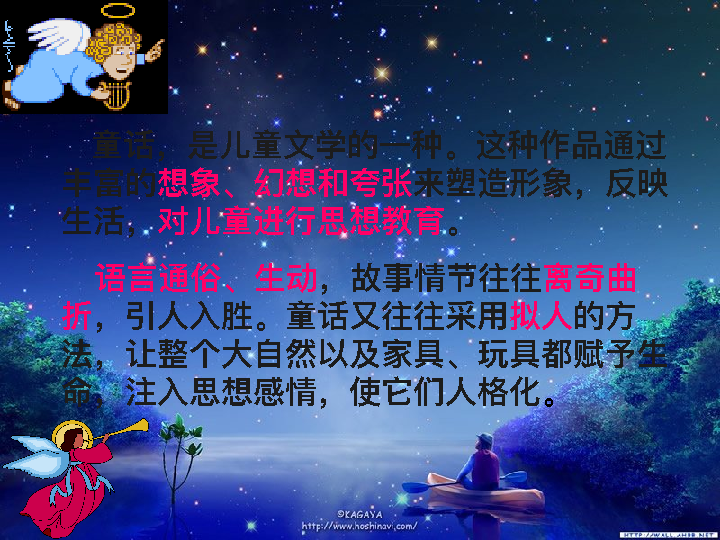 童话，是儿童文学的一种。这种作品通过
丰富的想象、幻想和夸张来塑造形象，反映
生活，对儿童进行思想教育。
语言通俗、生动，故事情节往往离奇曲
折，引人入胜。童话又往往采用拟人的方
法，让整个大自然以及家具、玩具都赋予生
命，注入思想感情，使它们人格化。
©KAGAYA
http://www.hoshinavi.com/